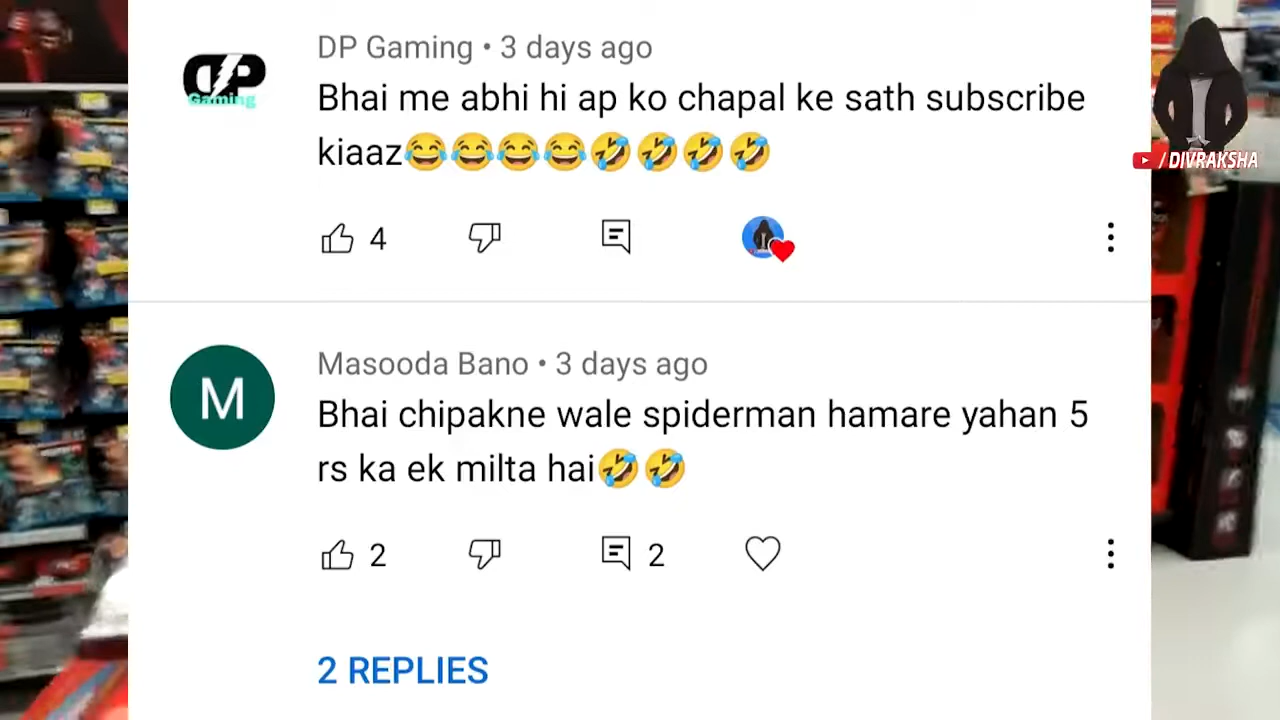 DP Gaming • 3 days ago
Bhai me abhi hi ap ko chapal ke sath subscribe
kiaaz😂😂😂😂🤣🤣🤣🤣
4
DP
Gaming
/DIVRAKSHA
Masooda Bano • 3 days ago
M
Bhai chipakne wale spiderman hamare yahan 5
rs ka ek milta hai🤣🤣
2
2
2 REPLIES